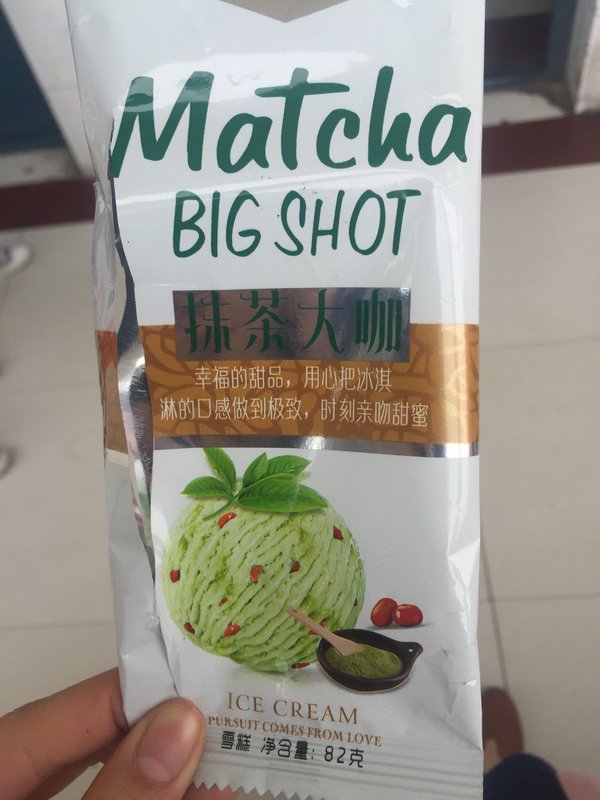 Matcha
BIG SHOT
抹茶大咖
幸福的甜品，用心把冰淇
淋的口感做到极致，时刻亲吻甜蜜
ICE CREAM
PURSUIT COMES FROM LOVE
雪糕 净含量：82克